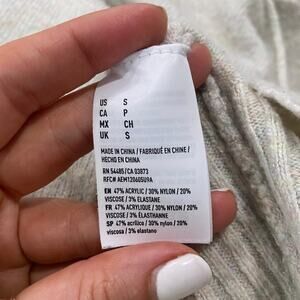 US S
CA P
MX CH
UK S
MADE IN CHINA / FABRIQUÉ EN CHINE /
HECHO EN CHINA
RN 54485 / CA 03873
RFC# AEM120605U9A
EN 47% ACRYLIC / 30% NYLON / 20%
VISCOSE / 3% ELASTANE
FR 47% ACRYLIQUE / 30% NYLON / 20%
VISCOSE / 3% ÉLASTHANNE
SP 47% acrílico / 30% nylon / 20%
viscosa / 3% elastano